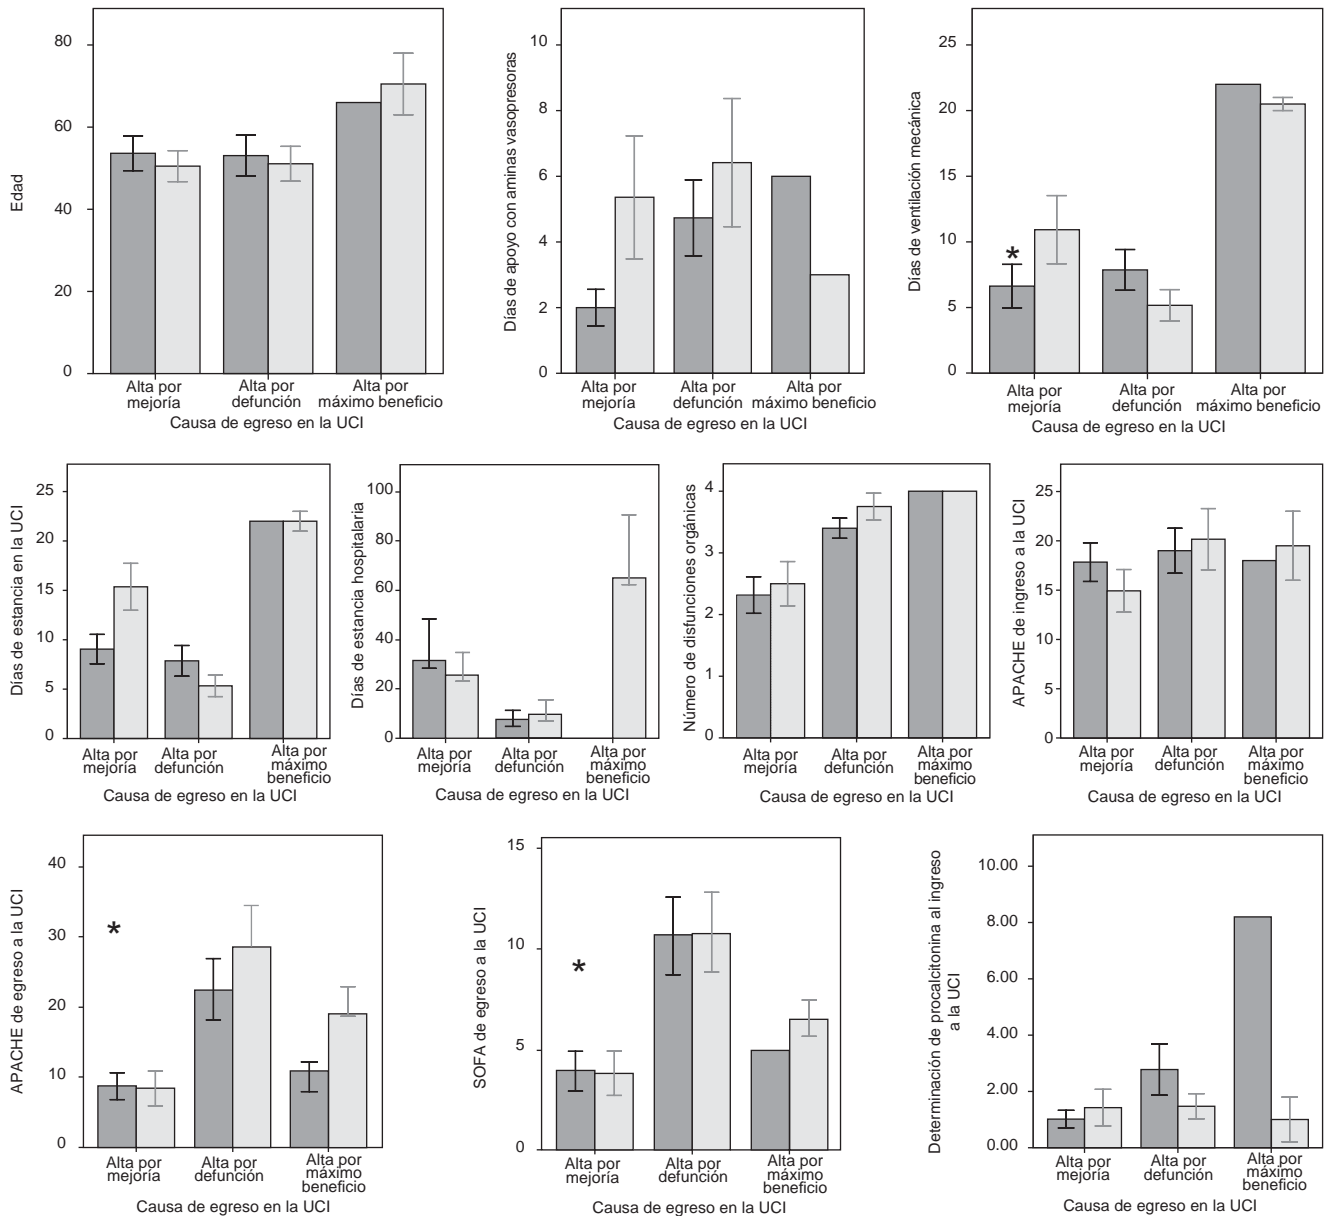 Edad
80
60
40
20
0
Alta por
mejoría
Alta por
defunción
Alta por
máximo beneficio
Causa de egreso en la UCI
Días de apoyo con aminas vasopresoras
10
8
6
4
2
0
Alta por
mejoría
Alta por
defunción
Alta por
máximo beneficio
Causa de egreso en la UCI
Días de ventilación mecánica
25
20
15
10
5
0
*
Alta por
mejoría
Alta por
defunción
Alta por
máximo beneficio
Causa de egreso en la UCI
Días de estancia en la UCI
25
20
15
10
5
0
Alta por
mejoría
Alta por
defunción
Alta por
máximo
beneficio
Causa de egreso en la UCI
Días de estancia hospitalaria
100
80
60
40
20
0
Alta por
mejoría
Alta por
defunción
Alta por
máximo
beneficio
Causa de egreso en la UCI
Número de disfunciones orgánicas
4
3
2
1
0
Alta por
mejoría
Alta por
defunción
Alta por
máximo
beneficio
Causa de egreso en la UCI
APACHE de ingreso a la UCI
25
20
15
10
5
0
Alta por
mejoría
Alta por
defunción
Alta por
máximo
beneficio
Causa de egreso en la UCI
APACHE de egreso a la UCI
40
30
20
10
0
*
Alta por
mejoría
Alta por
defunción
Alta por
máximo
beneficio
Causa de egreso en la UCI
SOFA de egreso a la UCI
15
10
5
0
*
Alta por
mejoría
Alta por
defunción
Alta por
máximo
beneficio
Causa de egreso en la UCI
Determinación de procalcitonina al ingreso
a la UCI
10.00
8.00
6.00
4.00
2.00
0.00
Alta por
mejoría
Alta por
defunción
Alta por
máximo
beneficio
Causa de egreso en la UCI